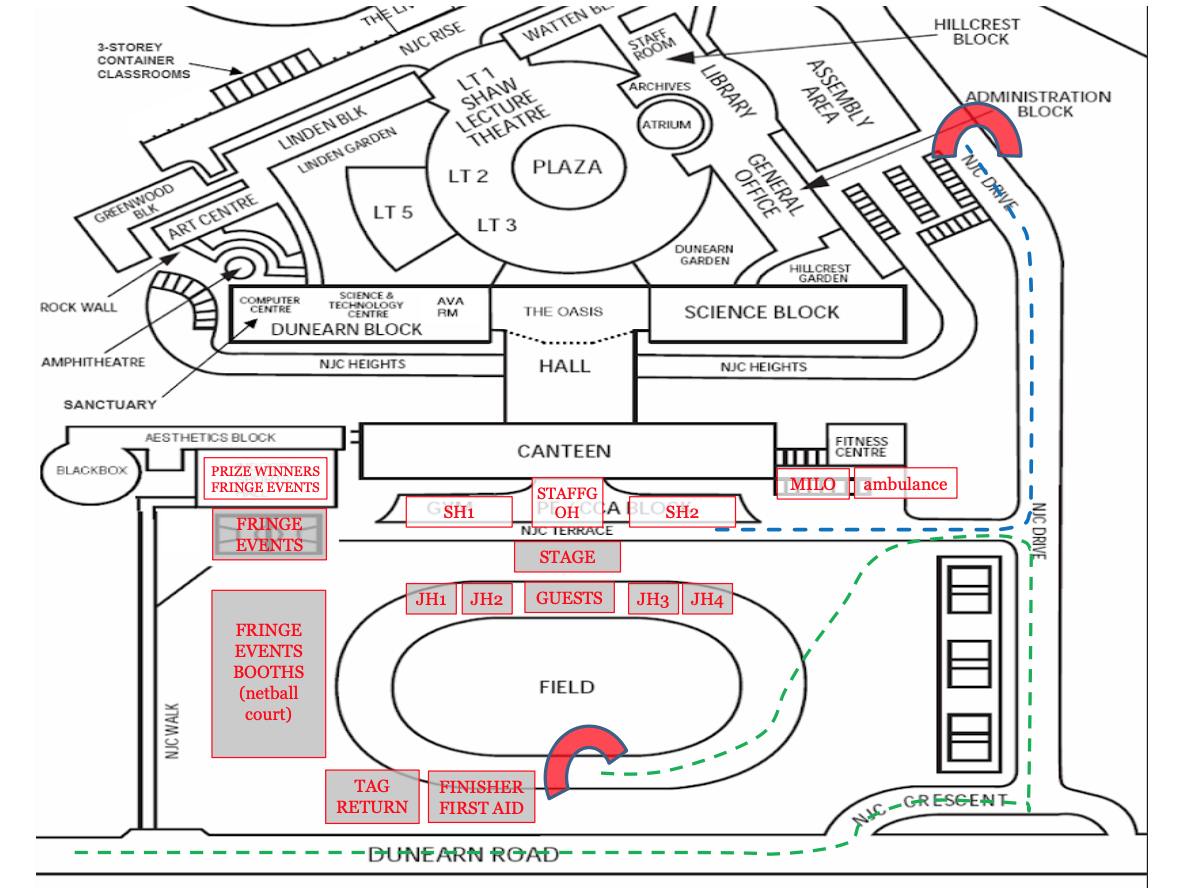 THE LI
NJC RISE
WATTEN BL
STAFF
ROOM
HILLCREST
BLOCK
3-STOREY
CONTAINER
CLASSROOMS
LT 1
SHAW
LECTURE
THEATRE
ARCHIVES
LIBRARY
ASSEMBLY
AREA
ADMINISTRATION
BLOCK
ATRIUM
LINDEN BLK
LINDEN GARDEN
PLAZA
LT 2
LT 3
LT 5
GENERAL
OFFICE
NJC DRIVE
GREENWOOD
BLK
ART CENTRE
DUNEARN
GARDEN
HILLCREST
GARDEN
ROCK WALL
COMPUTER
CENTRE
SCIENCE &
TECHNOLOGY
CENTRE
AVA
RM
DUNEARN BLOCK
THE OASIS
SCIENCE BLOCK
AMPHITHEATRE
NJC HEIGHTS
HALL
NJC HEIGHTS
SANCTUARY
AESTHETICS BLOCK
BLACKBOX
CANTEEN
FITNESS
CENTRE
PRIZE WINNERS
FRINGE EVENTS
STAFFG
OH
MILO
ambulance
SH1
SH2
CCA BLOCK
NJC TERRACE
NJC DRIVE
FRINGE
EVENTS
STAGE
JH1
JH2
GUESTS
JH3
JH4
FRINGE
EVENTS
BOOTHS
(netball
court)
FIELD
NJC WALK
TAG
RETURN
FINISHER
FIRST AID
NJC CRESCENT
DUNEARN ROAD